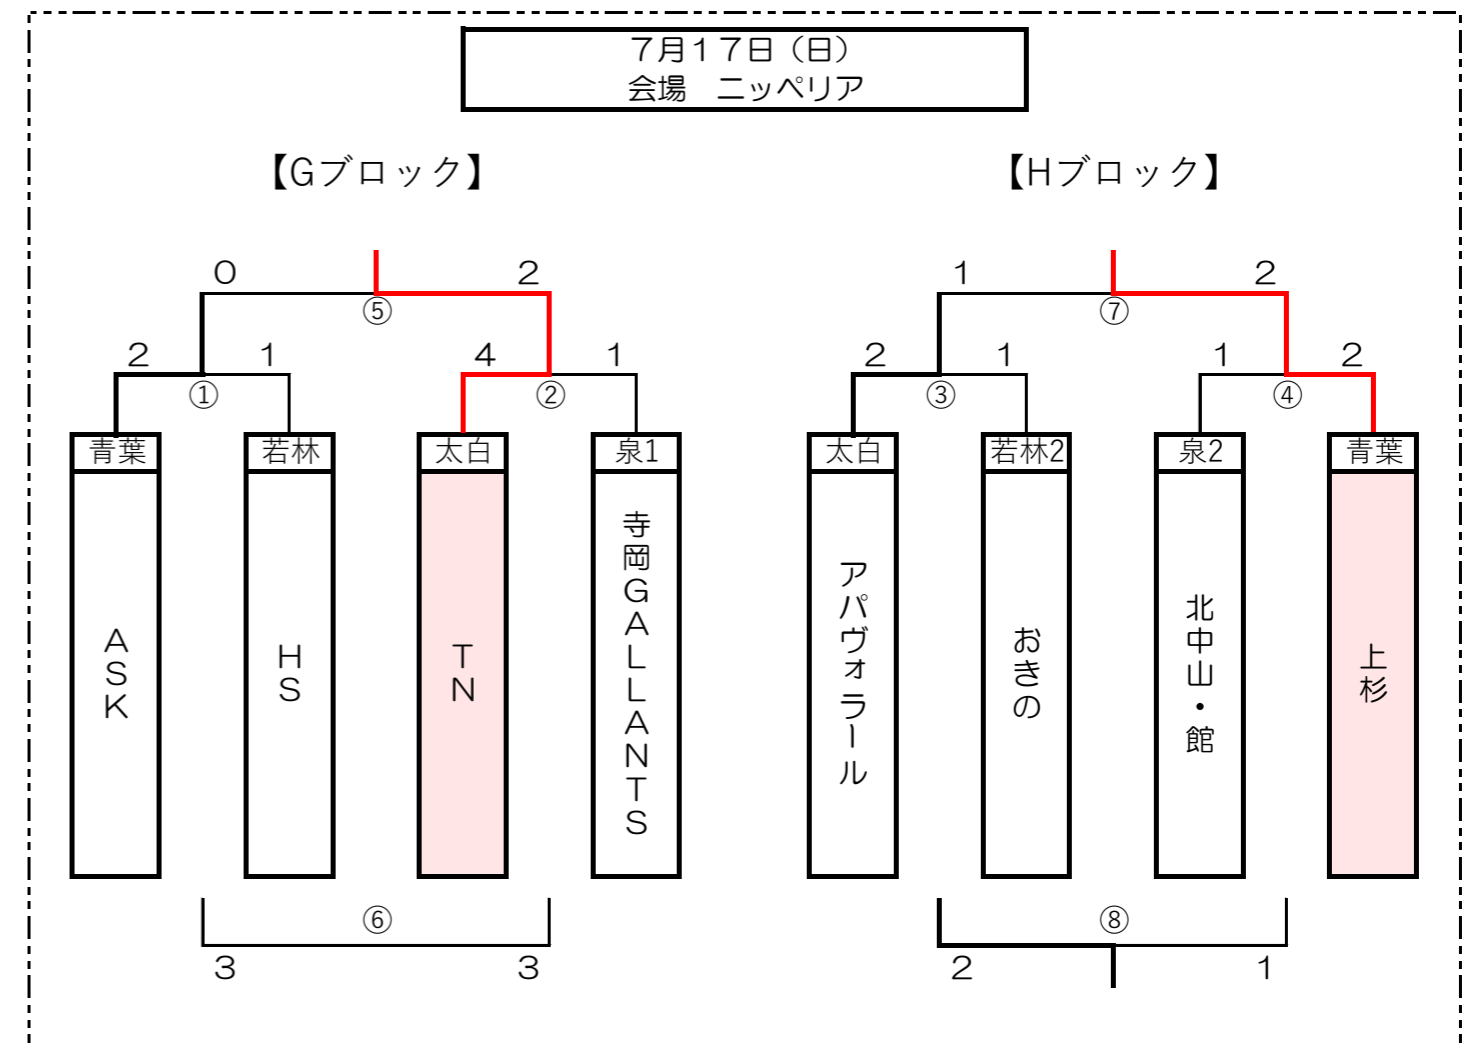 ７月１７日（日）
会場　ニッペリア
【Gブロック】
【Hブロック】
0 2
⑤
1 2
⑦
2 1
①
4 1
②
2 1
③
1 2
④
青葉
若林
太白
泉1
太白
若林2
泉2
青葉
ASK
HS
TN
寺岡GALLANTS
アパヴォラール
おきの
北中山・館
上杉
⑥
3 3
⑧
2 1